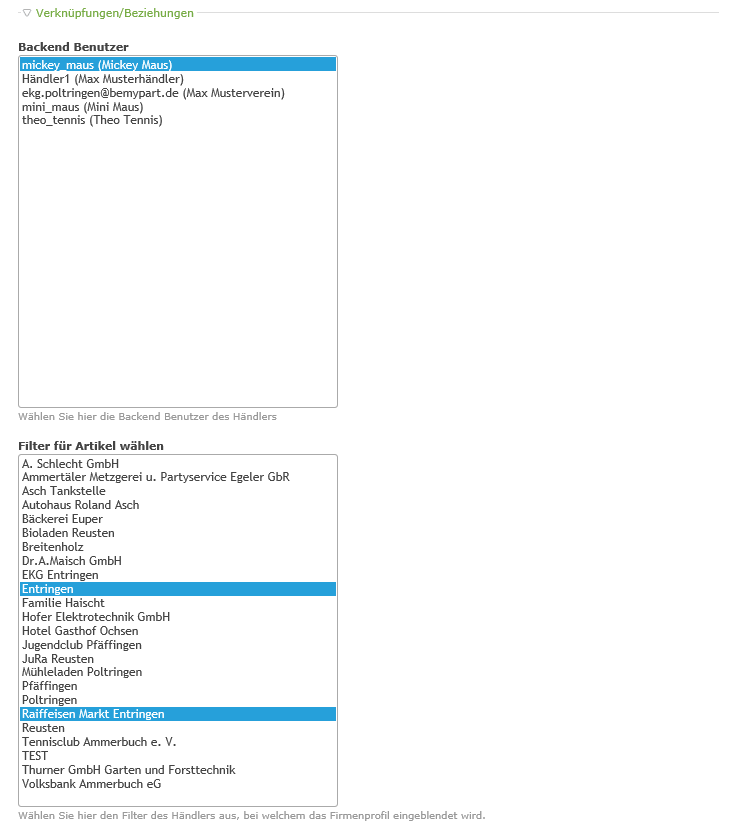 Verknüpfungen/Beziehungen
Backend Benutzer
mickey_maus (Mickey Maus)
Händler1 (Max Musterhändler)
ekg.poltringen@bemypart.de (Max Musterverein)
mini_maus (Mini Maus)
theo_tennis (Theo Tennis)
Wählen Sie hier die Backend Benutzer des Händlers
Filter für Artikel wählen
A. Schlecht GmbH
Ammertäler Metzgerei u. Partyservice Egeler GbR
Asch Tankstelle
Autohaus Roland Asch
Bäckerei Euper
Bioladen Reusten
Breitenholz
Dr.A.Maisch GmbH
EKG Entringen
Entringen
Familie Haischt
Hofer Elektrotechnik GmbH
Hotel Gasthof Ochsen
Jugendclub Pfäffingen
JuRa Reusten
Mühleladen Poltringen
Pfäffingen
Poltringen
Raiffeisen Markt Entringen
Reusten
Tennisclub Ammerbuch e. V.
TEST
Thurner GmbH Garten und Forsttechnik
Volksbank Ammerbuch eG
Wählen Sie hier den Filter des Händlers aus, bei welchem das Firmenprofil eingeblendet wird.